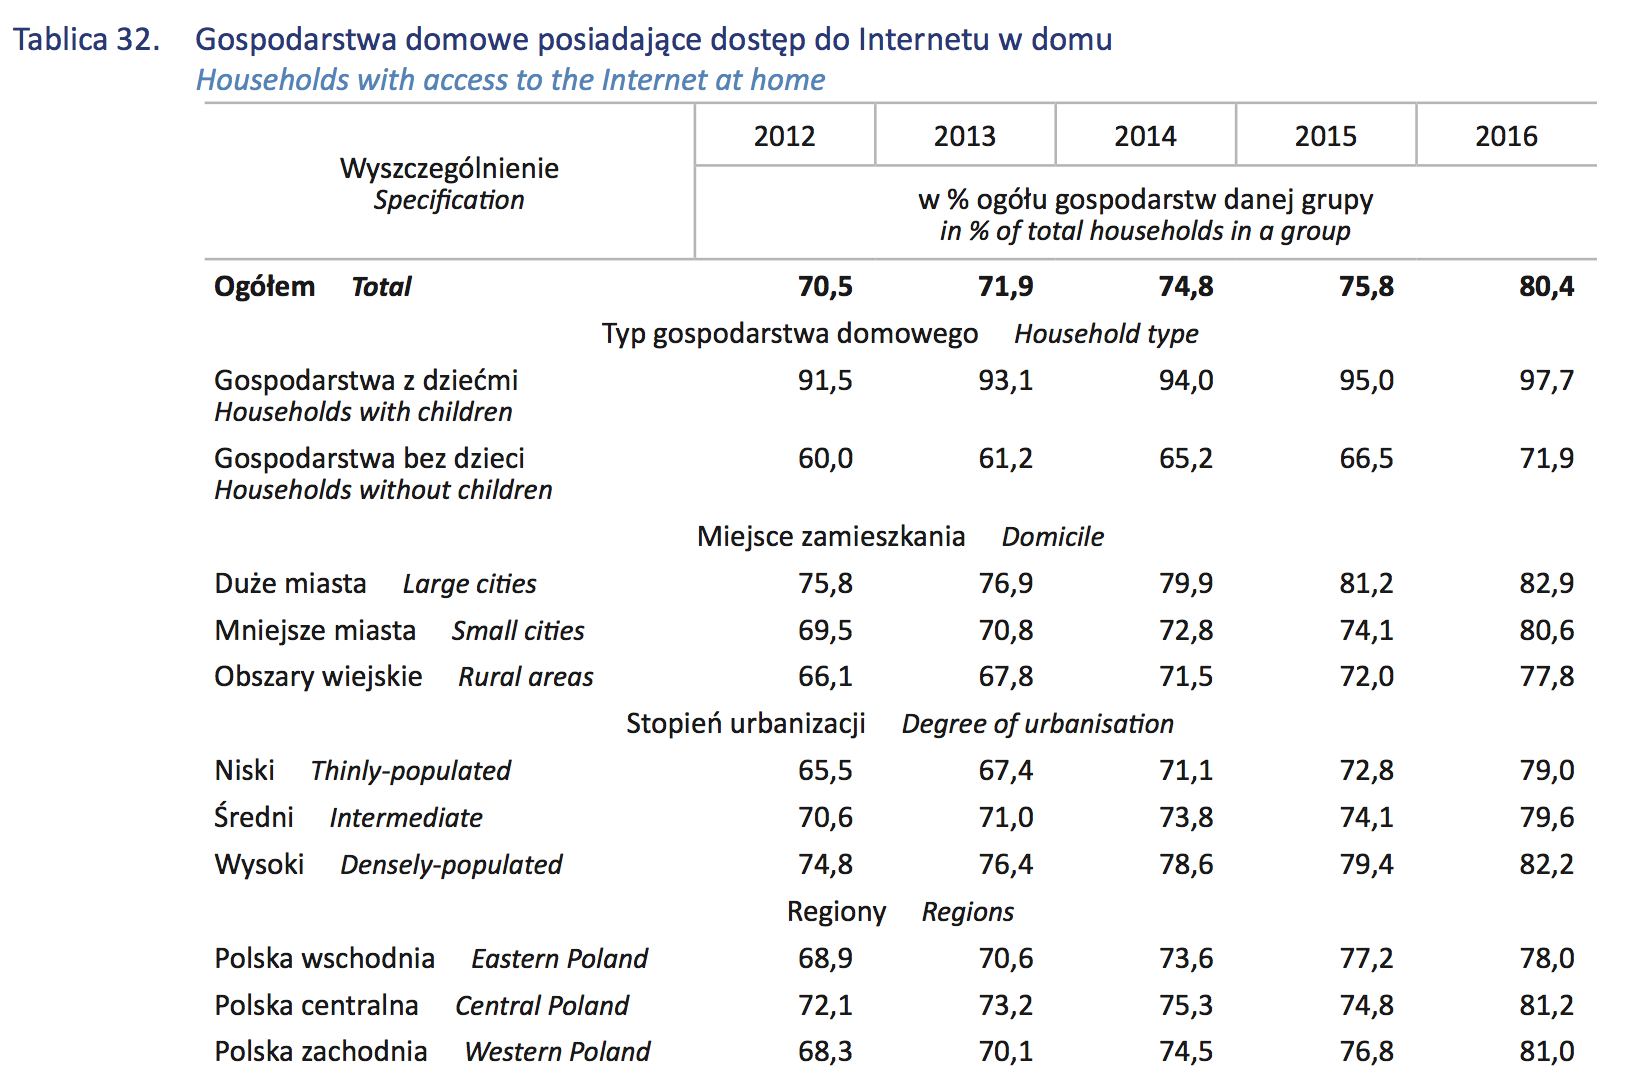 Tablica 32. Gospodarstwa domowe posiadające dostęp do Internetu w domu
Households with access to the Internet at home
Wyszczególnienie
Specification
2012 2013 2014 2015 2016
w % ogółu gospodarstw danej grupy
in % of total households in a group
Ogółem Total 70,5 71,9 74,8 75,8 80,4
Typ gospodarstwa domowego Household type
Gospodarstwa z dziećmi 91,5 93,1 94,0 95,0 97,7
Households with children
Gospodarstwa bez dzieci 60,0 61,2 65,2 66,5 71,9
Households without children
Miejsce zamieszkania Domicile
Duże miasta Large cities 75,8 76,9 79,9 81,2 82,9
Mniejsze miasta Small cities 69,5 70,8 72,8 74,1 80,6
Obszary wiejskie Rural areas 66,1 67,8 71,5 72,0 77,8
Stopień urbanizacji Degree of urbanisation
Niski Thinly-populated 65,5 67,4 71,1 72,8 79,0
Średni Intermediate 70,6 71,0 73,8 74,1 79,6
Wysoki Densely-populated 74,8 76,4 78,6 79,4 82,2
Regiony Regions
Polska wschodnia Eastern Poland 68,9 70,6 73,6 77,2 78,0
Polska centralna Central Poland 72,1 73,2 75,3 74,8 81,2
Polska zachodnia Western Poland 68,3 70,1 74,5 76,8 81,0